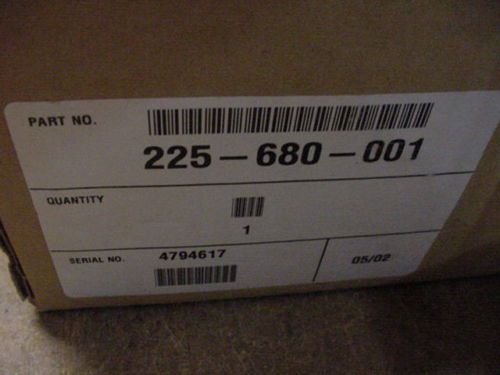 PART NO.
225-680-001
QUANTITY
1
SERIAL NO. 4794617
05/02